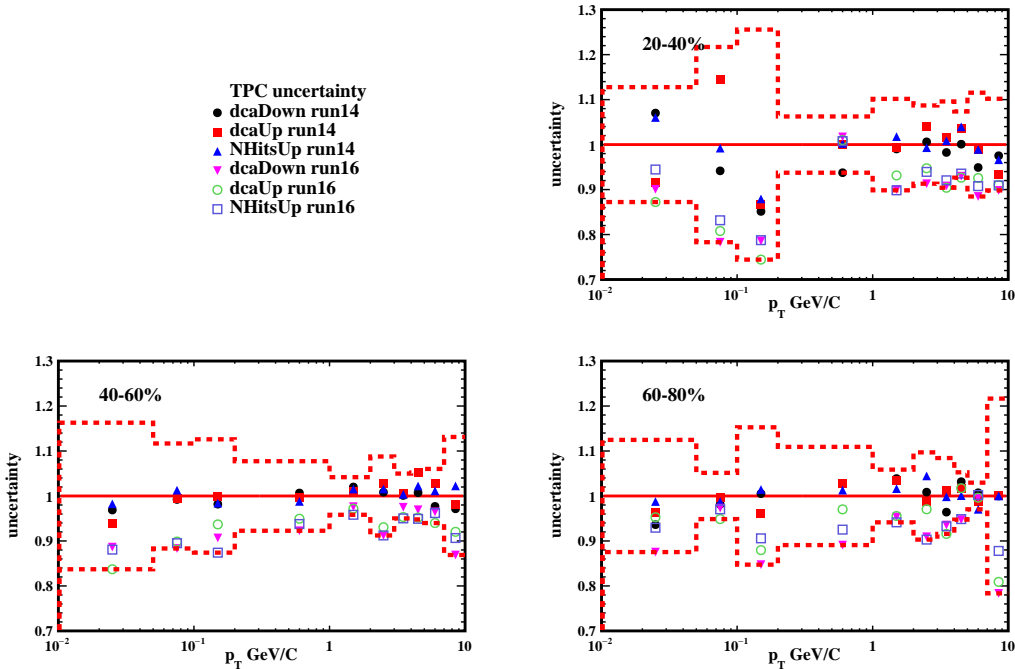 TPC uncertainty
dcaDown run14
dcaUp run14
NHitsUp run14
dcaDown run16
dcaUp run16
NHitsUp run16
20-40%
uncertainty
1.3
1.2
1.1
1
0.9
0.8
0.7
10⁻² 10⁻¹ 1 10
p_T GeV/C
40-60%
uncertainty
1.3
1.2
1.1
1
0.9
0.8
0.7
10⁻² 10⁻¹ 1 10
p_T GeV/C
60-80%
uncertainty
1.3
1.2
1.1
1
0.9
0.8
0.7
10⁻² 10⁻¹ 1 10
p_T GeV/C